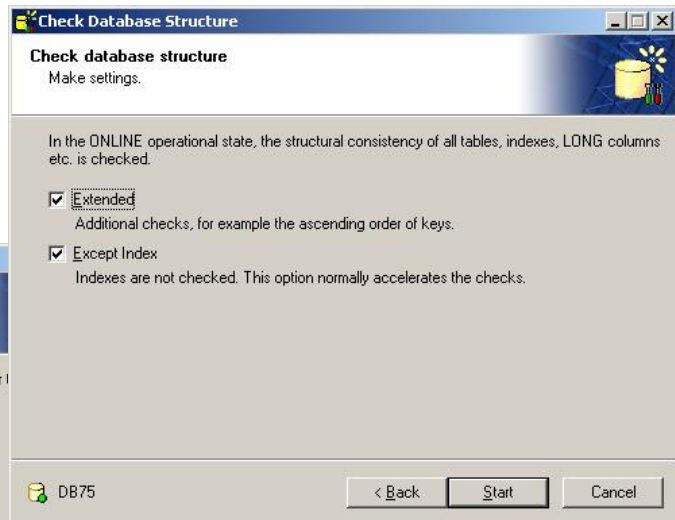 Check Database Structure
Check database structure
Make settings.
In the ONLINE operational state, the structural consistency of all tables, indexes, LONG columns
etc. is checked.
Extended
Additional checks, for example the ascending order of keys.
Except Index
Indexes are not checked. This option normally accelerates the checks.
DB75
< Back
Start
Cancel